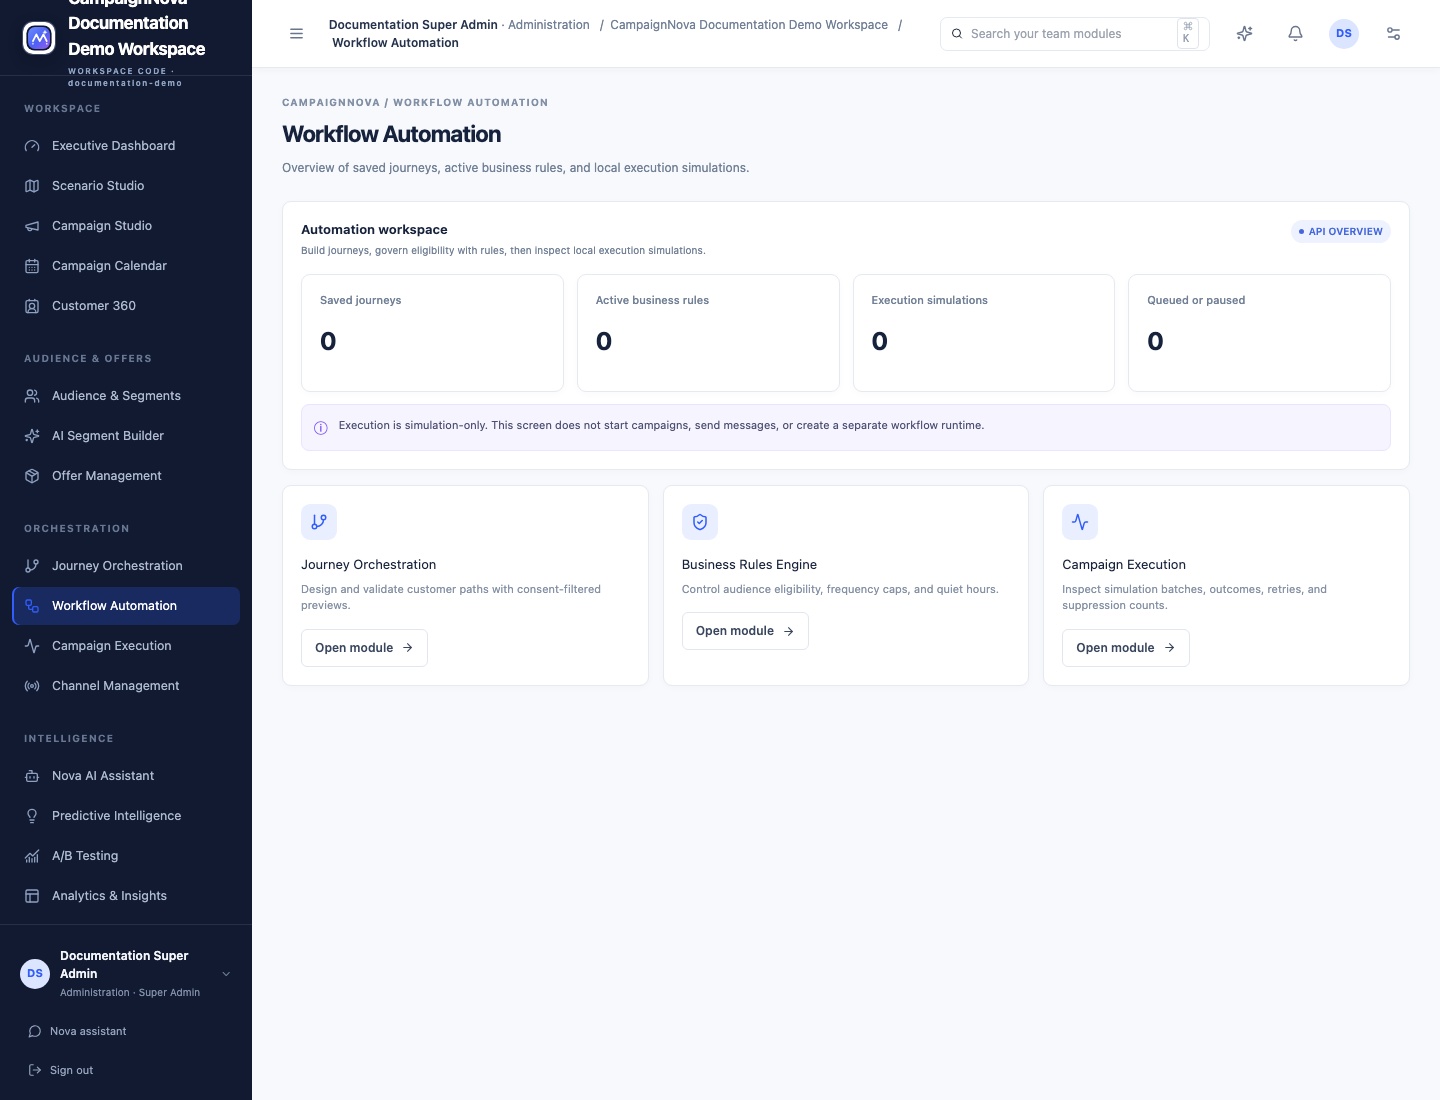 CampaignNova
Documentation
Demo Workspace
WORKSPACE CODE ·
documentation-demo
WORKSPACE
Executive Dashboard
Scenario Studio
Campaign Studio
Campaign Calendar
Customer 360
AUDIENCE & OFFERS
Audience & Segments
AI Segment Builder
Offer Management
ORCHESTRATION
Journey Orchestration
Workflow Automation
Campaign Execution
Channel Management
INTELLIGENCE
Nova AI Assistant
Predictive Intelligence
A/B Testing
Analytics & Insights
DS
Documentation Super
Admin
Administration · Super Admin
Nova assistant
Sign out
Documentation Super Admin · Administration / CampaignNova Documentation Demo Workspace /
Workflow Automation
Search your team modules
⌘
K
DS
CAMPAIGNNOVA / WORKFLOW AUTOMATION
Workflow Automation
Overview of saved journeys, active business rules, and local execution simulations.
Automation workspace
API OVERVIEW
Build journeys, govern eligibility with rules, then inspect local execution simulations.
Saved journeys
0
Active business rules
0
Execution simulations
0
Queued or paused
0
Execution is simulation-only. This screen does not start campaigns, send messages, or create a separate workflow runtime.
Journey Orchestration
Design and validate customer paths with consent-filtered
previews.
Open module
Business Rules Engine
Control audience eligibility, frequency caps, and quiet hours.
Open module
Campaign Execution
Inspect simulation batches, outcomes, retries, and
suppression counts.
Open module